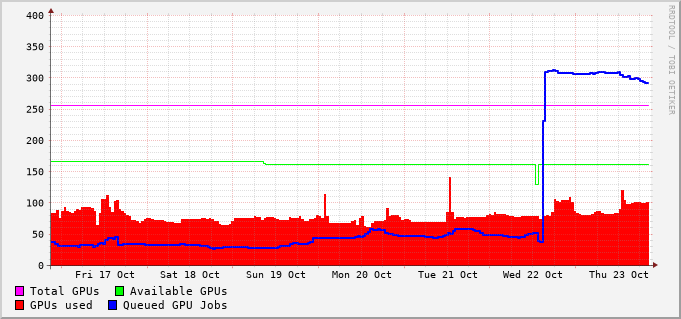 400
350
300
250
200
150
100
50
0
Fri 17 Oct Sat 18 Oct Sun 19 Oct Mon 20 Oct Tue 21 Oct Wed 22 Oct Thu 23 Oct
Total GPUs Available GPUs
GPUs used Queued GPU Jobs
RRDTOOL / TOBI OETIKER